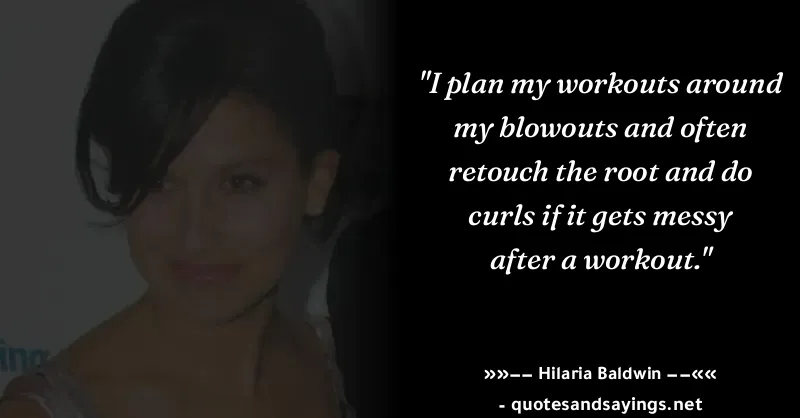 "I plan my workouts around
my blowouts and often
retouch the root and do
curls if it gets messy
after a workout."
»»−− Hilaria Baldwin −−««
- quotesandsayings.net
ing